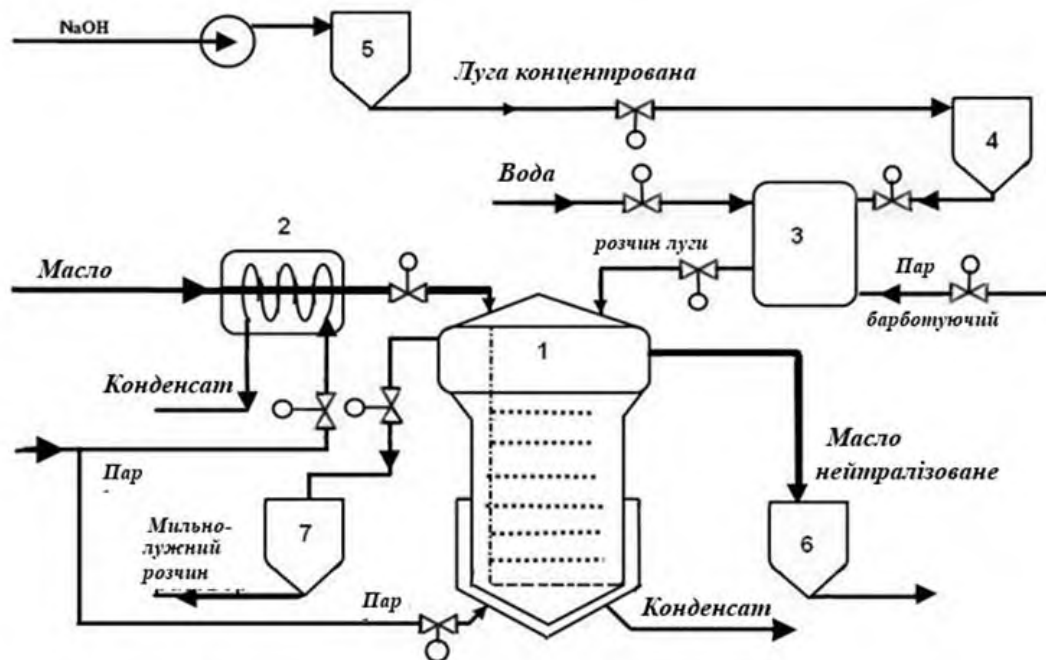 NaOH
5
Луга концентрована
4
Вода
3
2
розчин луги
Масло
Пар
барботуючий
1
Конденсат
Масло
нейтралізоване
Пар
7
6
Мильно-
лужний
розчин
Пар
Конденсат